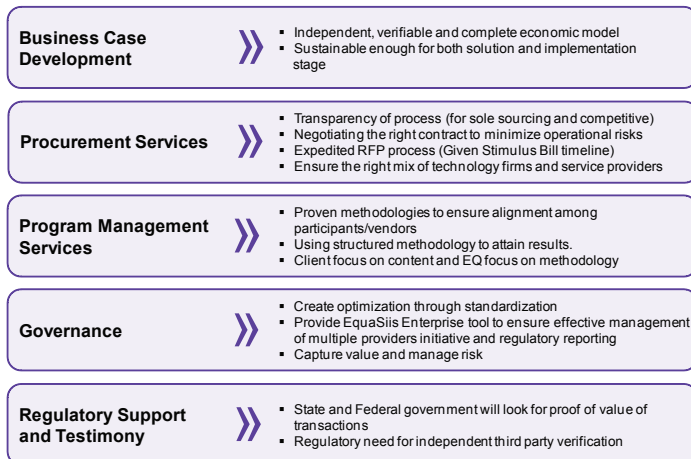 Business Case
Development
Independent, verifiable and complete economic model
Sustainable enough for both solution and implementation
stage
Procurement Services
Transparency of process (for sole sourcing and competitive)
Negotiating the right contract to minimize operational risks
Expedited RFP process (Given Stimulus Bill timeline)
Ensure the right mix of technology firms and service providers
Program Management
Services
Proven methodologies to ensure alignment among
participants/vendors
Using structured methodology to attain results.
Client focus on content and EQ focus on methodology
Governance
Create optimization through standardization
Provide EquaSiis Enterprise tool to ensure effective management
of multiple providers initiative and regulatory reporting
Capture value and manage risk
Regulatory Support
and Testimony
State and Federal government will look for proof of value of
transactions
Regulatory need for independent third party verification